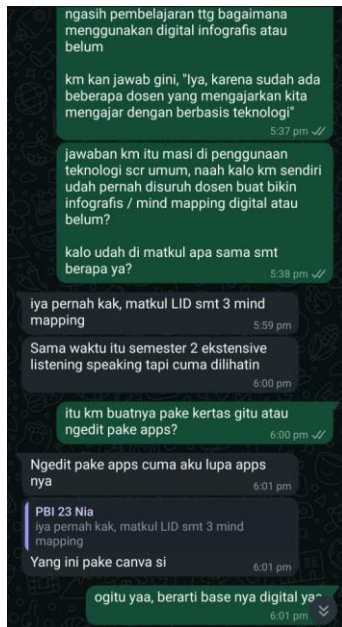 ngasih pembelajaran ttg bagaimana
menggunakan digital infografis atau
belum
km kan jawab gini, "Iya, karena sudah ada
beberapa dosen yang mengajarkan kita
mengajar dengan berbasis teknologi"
5:37 pm
jawaban km itu masi di penggunaan
teknologi scr umum, naah kalo km sendiri
udah pernah disuruh dosen buat bikin
infografis / mind mapping digital atau
belum?
kalo udah di matkul apa sama smt
berapa ya?
5:38 pm
iya pernah kak, matkul LID smt 3 mind
mapping
5:59 pm
Sama waktu itu semester 2 ekstensive
listening speaking tapi cuma dilihatin
6:00 pm
itu km buatnya pake kertas gitu atau
ngedit pake apps?
6:00 pm
Ngedit pake apps cuma aku lupa apps
nya
6:01 pm
PBI 23 Nia
iya pernah kak, matkul LID smt 3 mind
mapping
Yang ini pake canva si
6:01 pm
ogitu yaa, berarti base nya digital yaa
6:01 pm